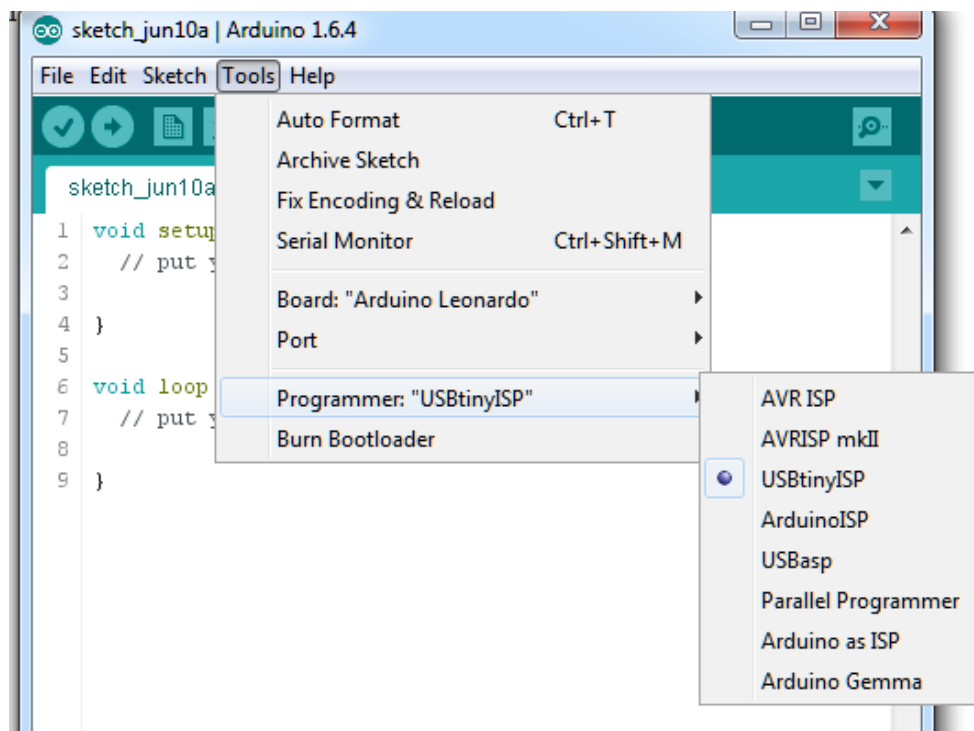 sketch_jun10a | Arduino 1.6.4
File Edit Sketch Tools Help
Auto Format Ctrl+T
Archive Sketch
Fix Encoding & Reload
Serial Monitor Ctrl+Shift+M
Board: "Arduino Leonardo"
Port
Programmer: "USBtinyISP"
Burn Bootloader
AVR ISP
AVRISP mkII
USBtinyISP
ArduinoISP
USBasp
Parallel Programmer
Arduino as ISP
Arduino Gemma
sketch_jun10a
1 void setup
2 // put
3
4 }
5
6 void loop
7 // put
8
9 }